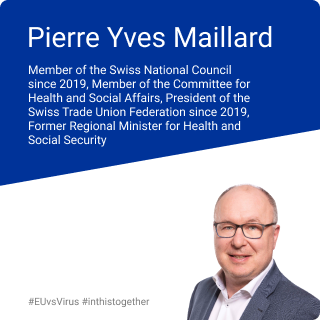 Pierre Yves Maillard
Member of the Swiss National Council
since 2019, Member of the Committee for
Health and Social Affairs, President of the
Swiss Trade Union Federation since 2019,
Former Regional Minister for Health and
Social Security
#EUvsVirus #inthistogether